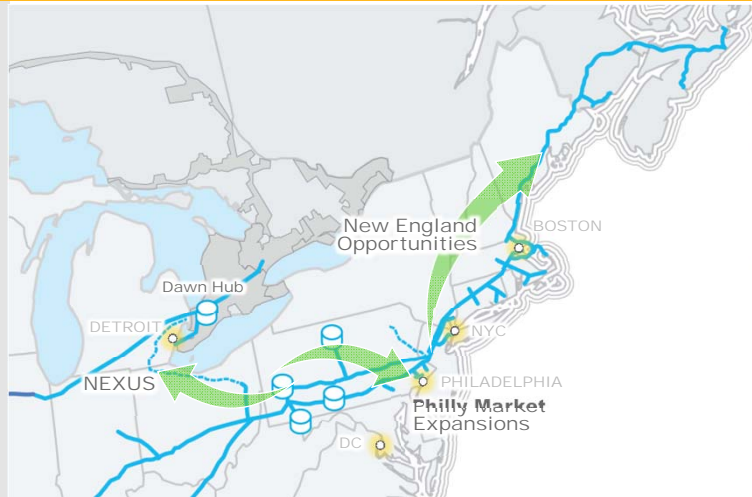 New England
Opportunities
BOSTON
Dawn Hub
DETROIT
NYC
NEXUS
PHILADELPHIA
Philly Market
Expansions
DC